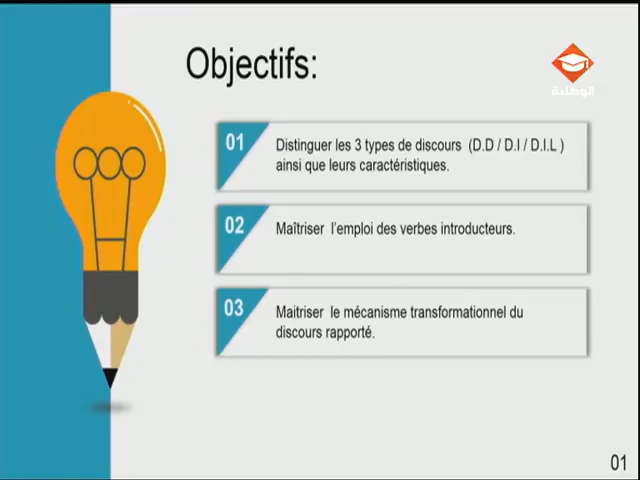 Objectifs:
الوطنية
01
Distinguer les 3 types de discours (D.D / D.I / D.I.L )
ainsi que leurs caractéristiques.
02
Maîtriser l'emploi des verbes introducteurs.
03
Maitriser le mécanisme transformationnel du
discours rapporté.
01